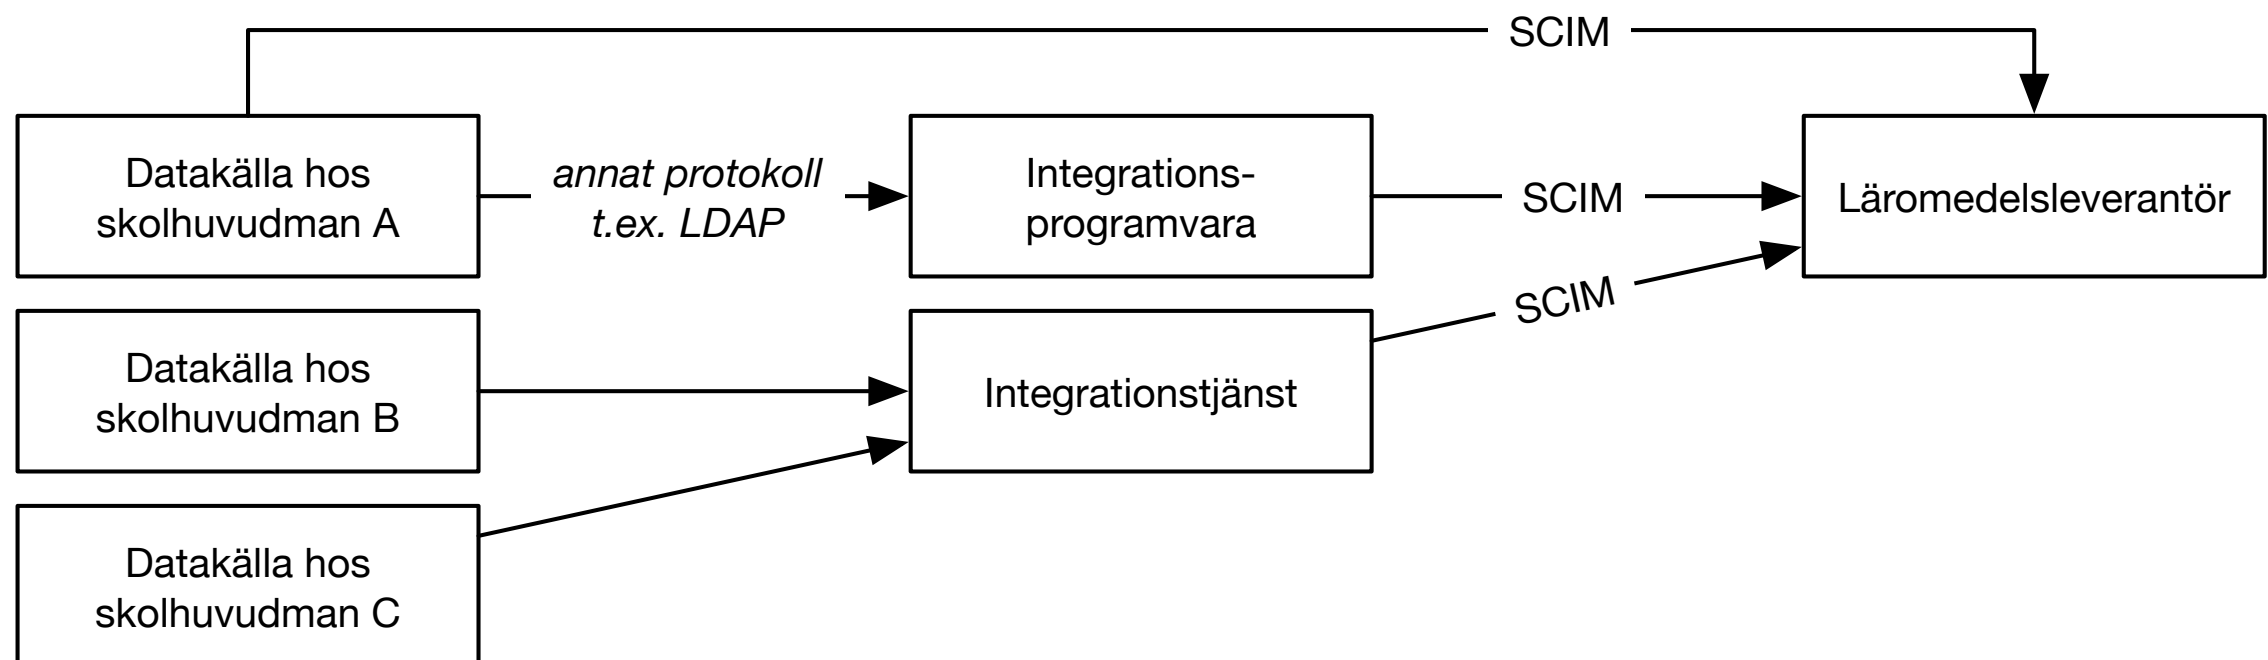 SCIM
Datakälla hos
skolhuvudman A
annat protokoll
t.ex. LDAP
Integrations-
programvara
SCIM
Läromedelsleverantör
SCIM
Datakälla hos
skolhuvudman B
Integrationstjänst
Datakälla hos
skolhuvudman C